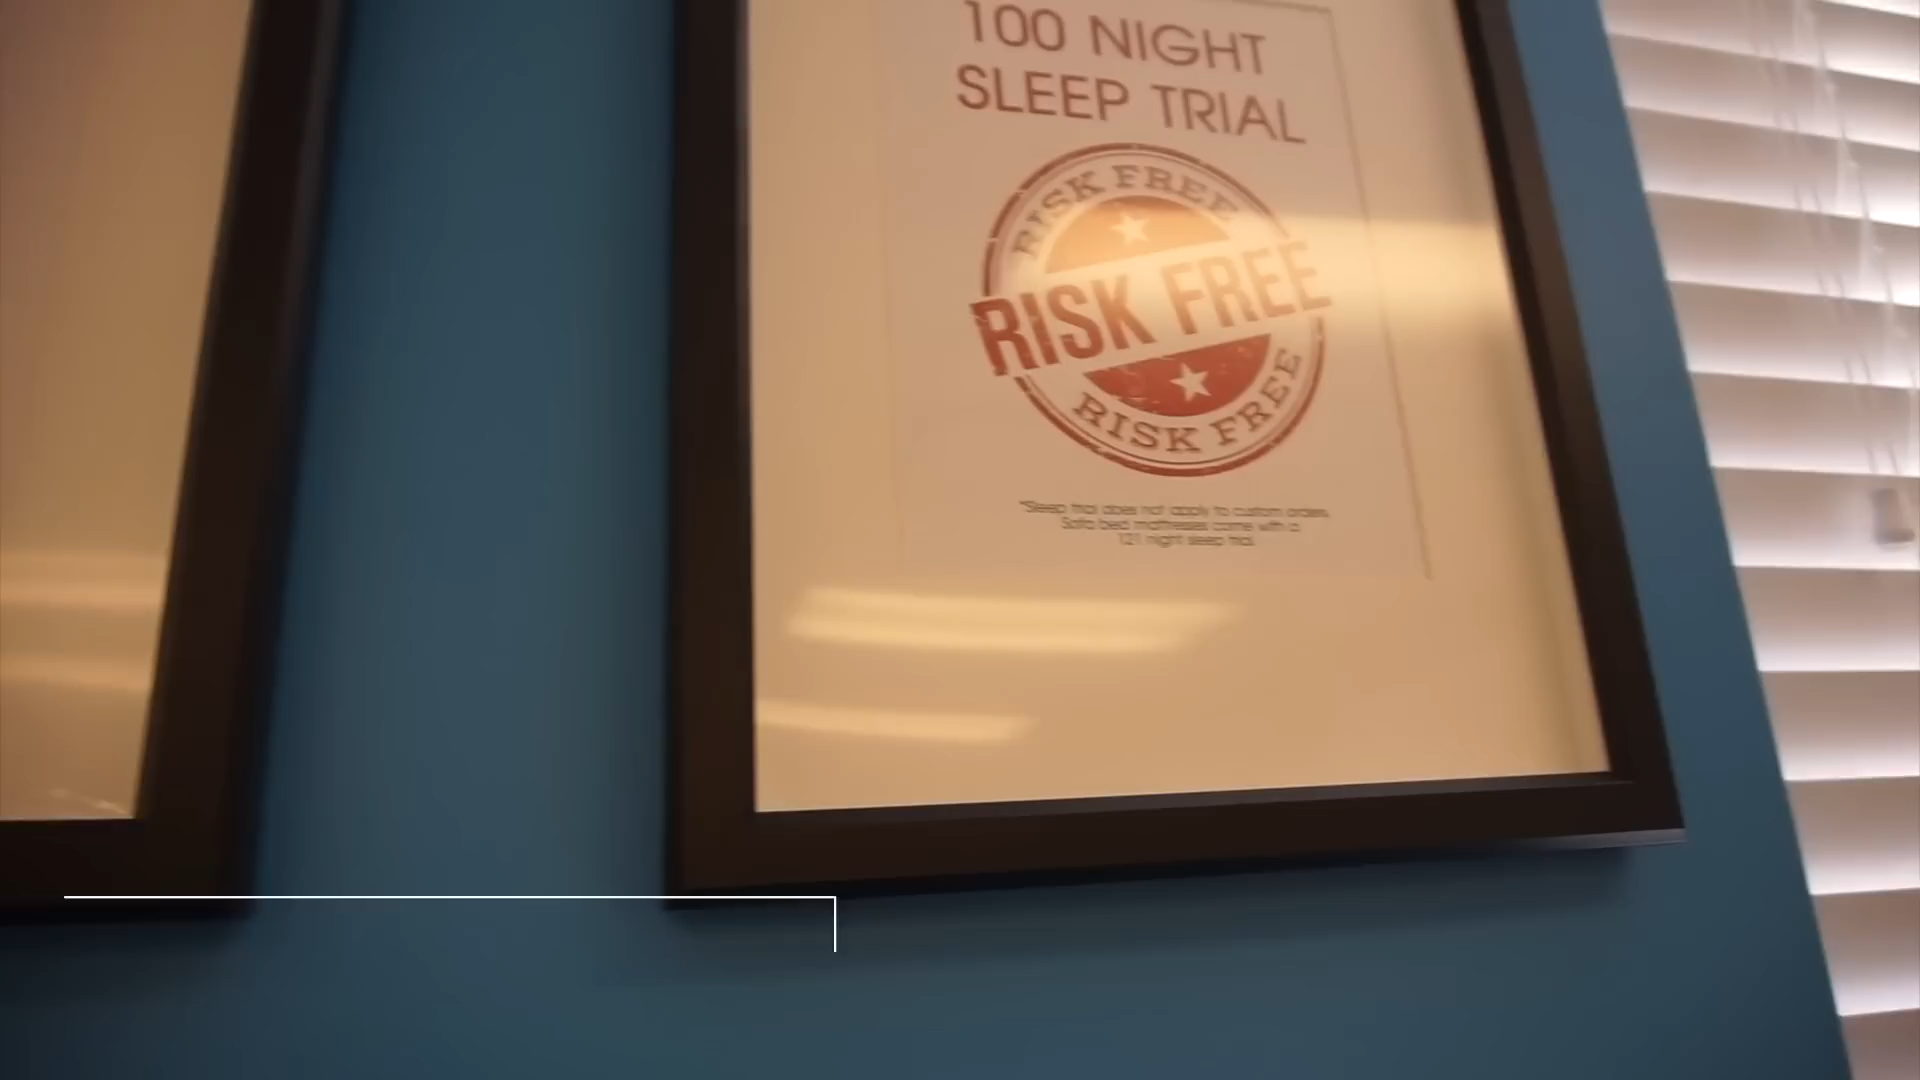 100 NIGHT
SLEEP TRIAL
RISK FREE
RISK FREE
RISK FREE
*Sleep trial does not apply to custom orders.
Sofa bed mattresses come with a
121 night sleep trial.